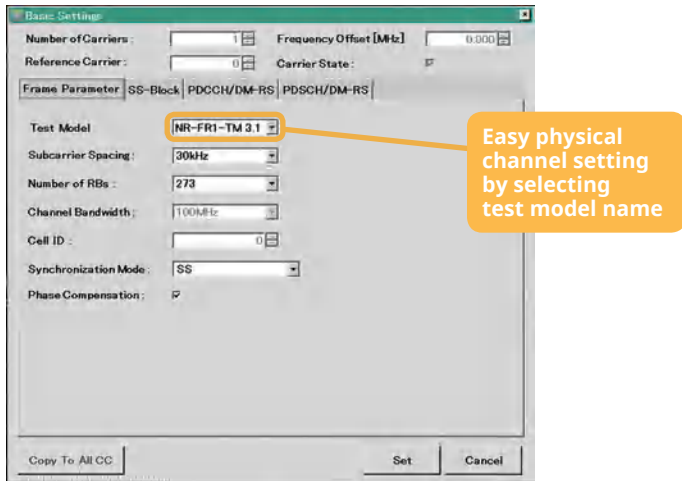 Basic Settings
Number of Carriers : 1 Frequency Offset [MHz] 0.000
Reference Carrier : 0 Carrier State :
Frame Parameter SS-Block PDCCH/DM-RS PDSCH/DM-RS
Test Model NR-FR1-TM 3.1
Subcarrier Spacing : 30kHz
Number of RBs : 273
Channel Bandwidth : 100MHz
Cell ID : 0
Synchronization Mode : SS
Phase Compensation :
Easy physical
channel setting
by selecting
test model name
Copy To All CC Set Cancel